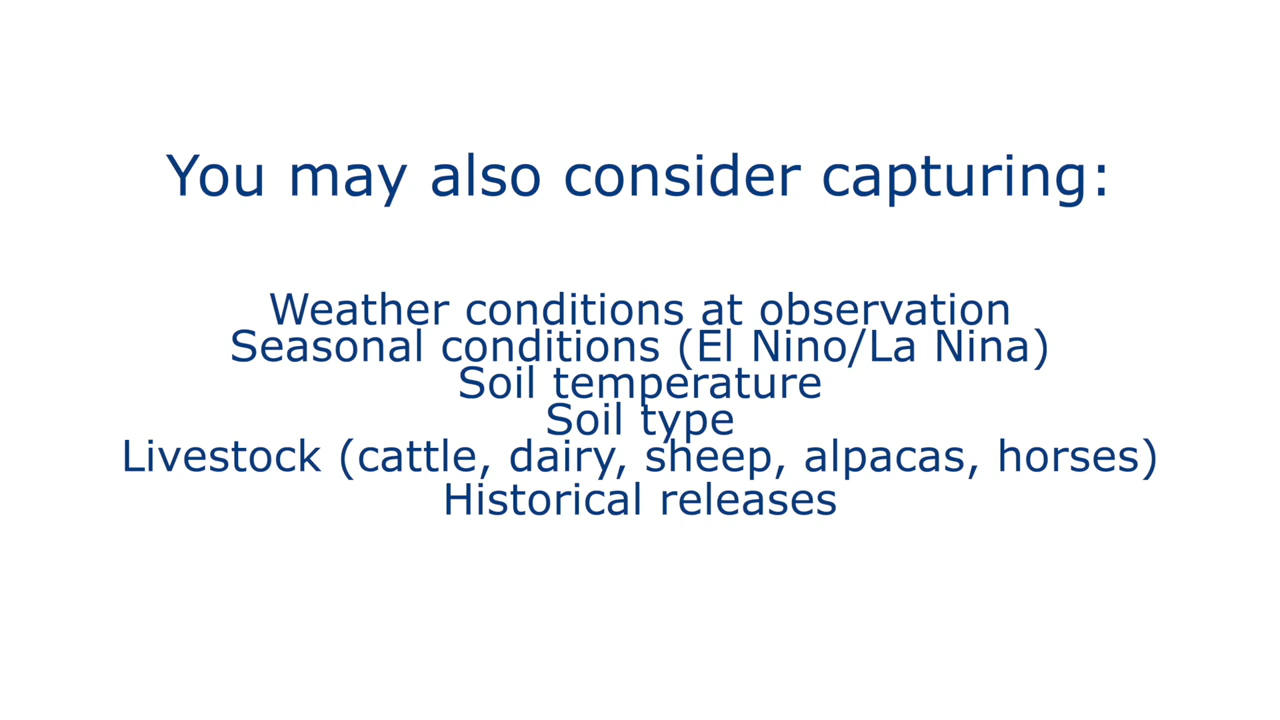 You may also consider capturing:
Weather conditions at observation
Seasonal conditions (El Nino/La Nina)
Soil temperature
Soil type
Livestock (cattle, dairy, sheep, alpacas, horses)
Historical releases